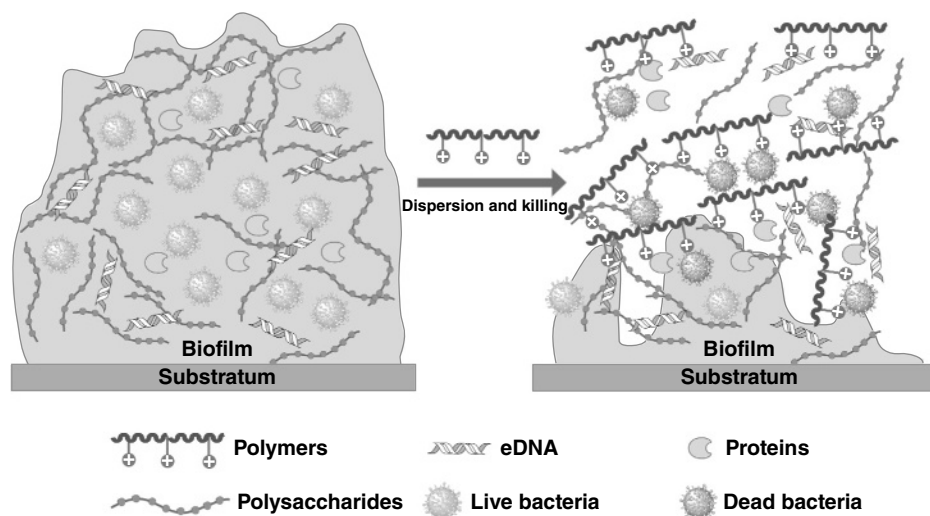 Dispersion and killing
Biofilm
Substratum
Biofilm
Substratum
Polymers
eDNA
Proteins
Polysaccharides
Live bacteria
Dead bacteria